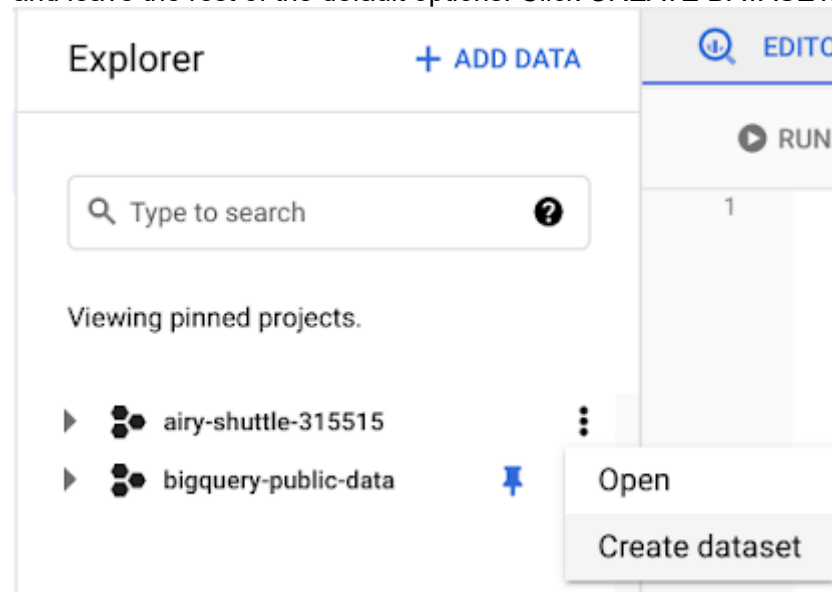 Explorer
+ ADD DATA
EDITO
RUN
Type to search
1
Viewing pinned projects.
airy-shuttle-315515
bigquery-public-data
Open
Create dataset